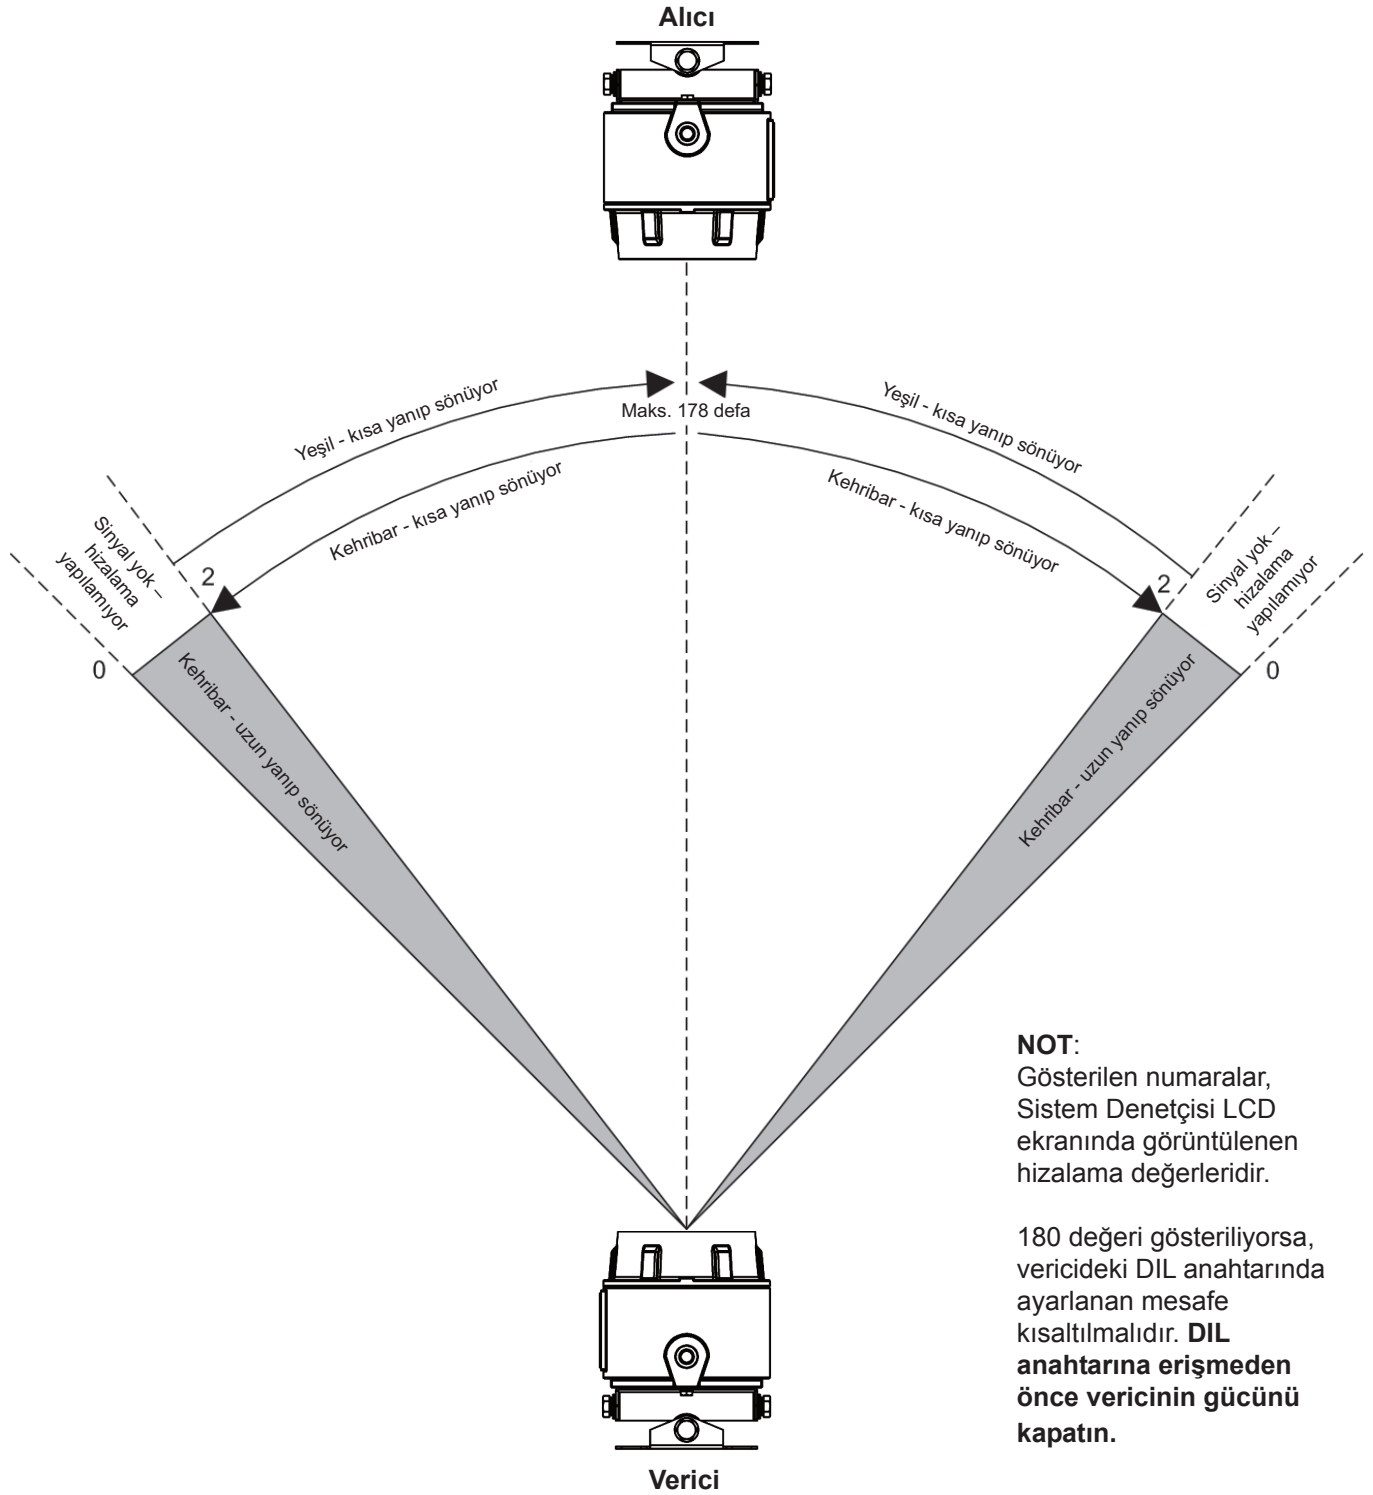 Alıcı
Yeşil - kısa yanıp sönüyor
Yeşil - kısa yanıp sönüyor
Maks. 178 defa
Kehribar - kısa yanıp sönüyor
Kehribar - kısa yanıp sönüyor
Sinyal yok –
hizalama
yapılamıyor
2
2
Sinyal yok –
hizalama
yapılamıyor
0
0
Kehribar - uzun yanıp sönüyor
Kehribar - uzun yanıp sönüyor
NOT:
Gösterilen numaralar,
Sistem Denetçisi LCD
ekranında görüntülenen
hizalama değerleridir.
180 değeri gösteriliyorsa,
vericideki DIL anahtarında
ayarlanan mesafe
kısaltılmalıdır. DIL
anahtarına erişmeden
önce vericinin gücünü
kapatın.
Verici